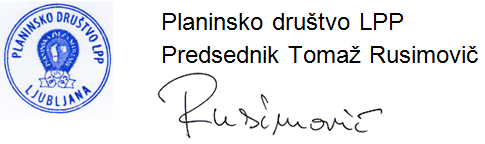 PLANINSKO DRUŠTVO LPP
LJUBLJANA
Planinsko društvo LPP
Predsednik Tomaž Rusimovič
Rusimovič